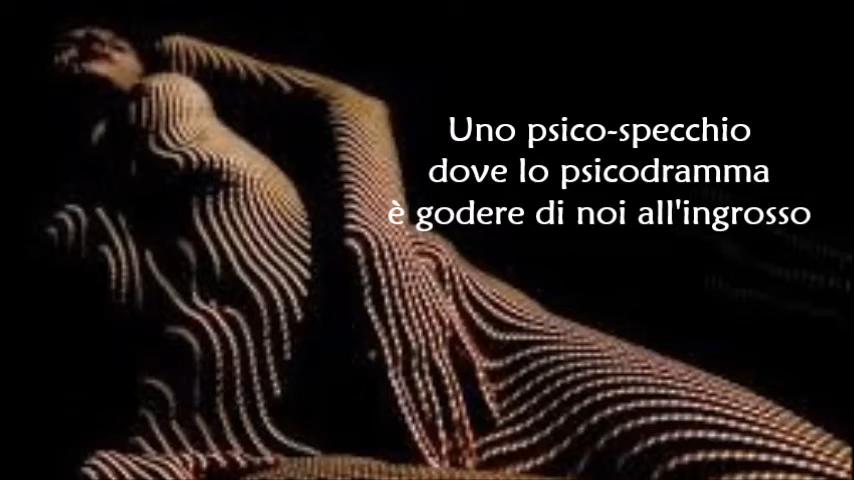 Uno psico-specchio
dove lo psicodramma
è godere di noi all'ingrosso